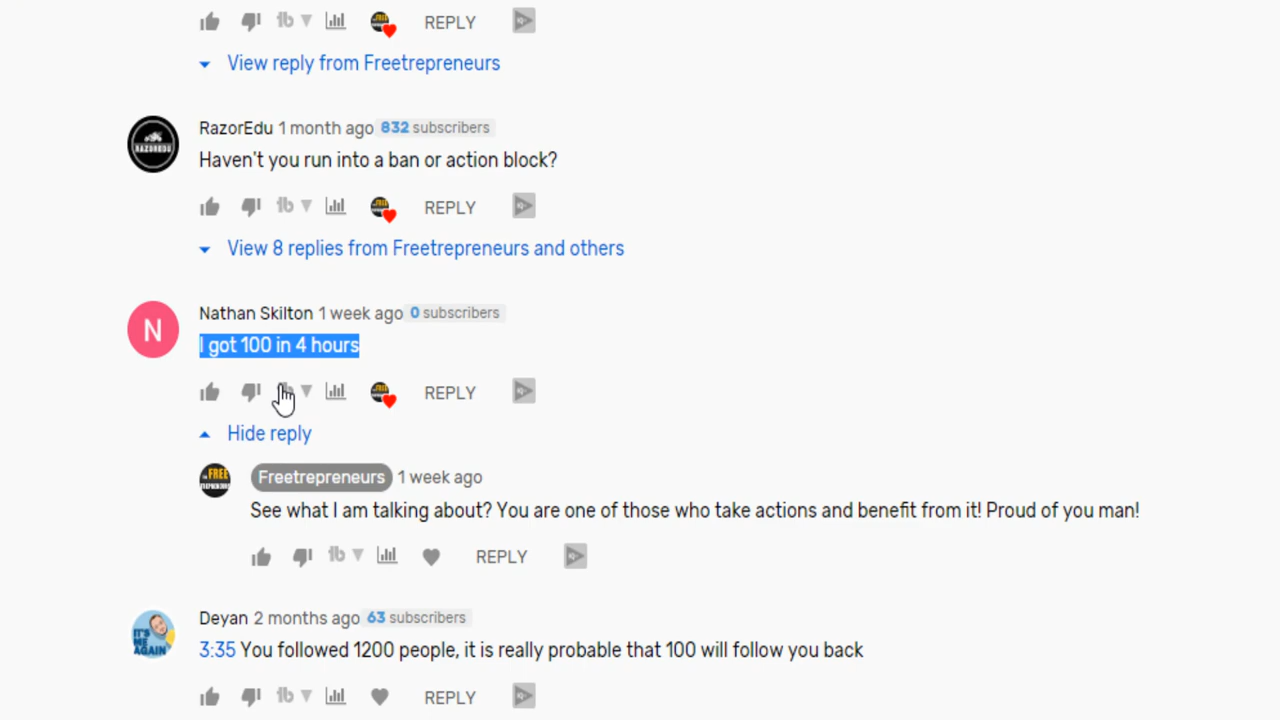 REPLY
View reply from Freetrepreneurs
RazorEdu 1 month ago 832 subscribers
Haven't you run into a ban or action block?
REPLY
View 8 replies from Freetrepreneurs and others
N
Nathan Skilton 1 week ago 0 subscribers
I got 100 in 4 hours
REPLY
Hide reply
Freetrepreneurs 1 week ago
See what I am talking about? You are one of those who take actions and benefit from it! Proud of you man!
REPLY
IT'S ME AGAIN
Deyan 2 months ago 63 subscribers
3:35 You followed 1200 people, it is really probable that 100 will follow you back
REPLY